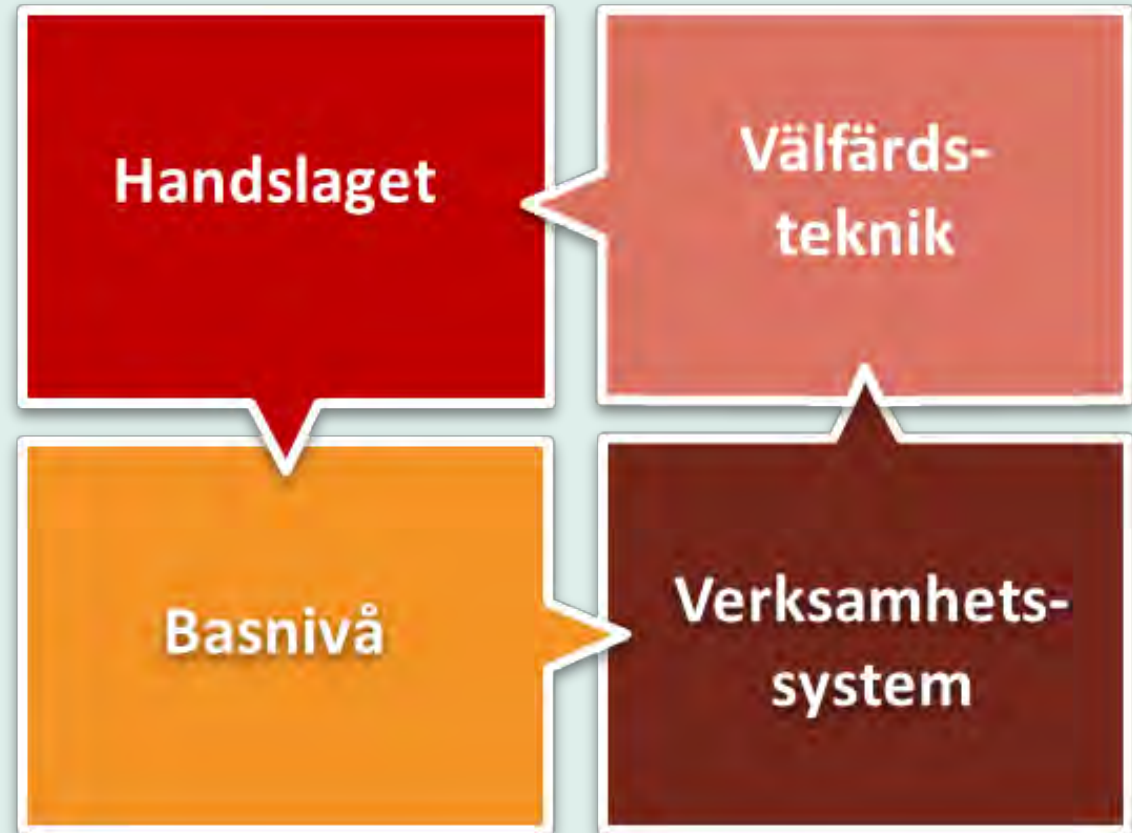 Handslaget
Välfärds-
teknik
Basnivå
Verksamhets-
system